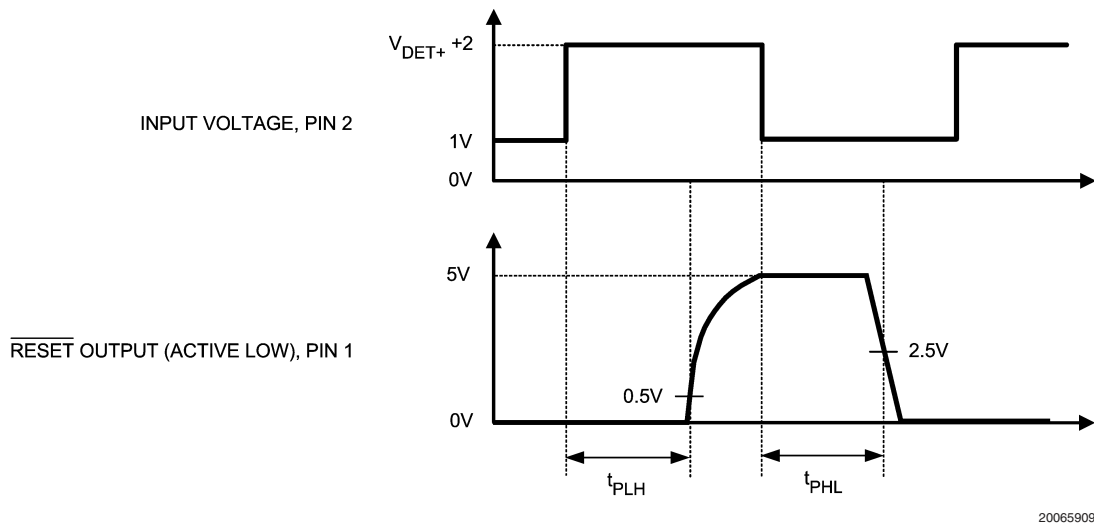 V_DET+ +2
INPUT VOLTAGE, PIN 2
1V
0V
5V
R̅E̅S̅E̅T̅ OUTPUT (ACTIVE LOW), PIN 1
2.5V
0.5V
0V
t_PLH
t_PHL
20065909